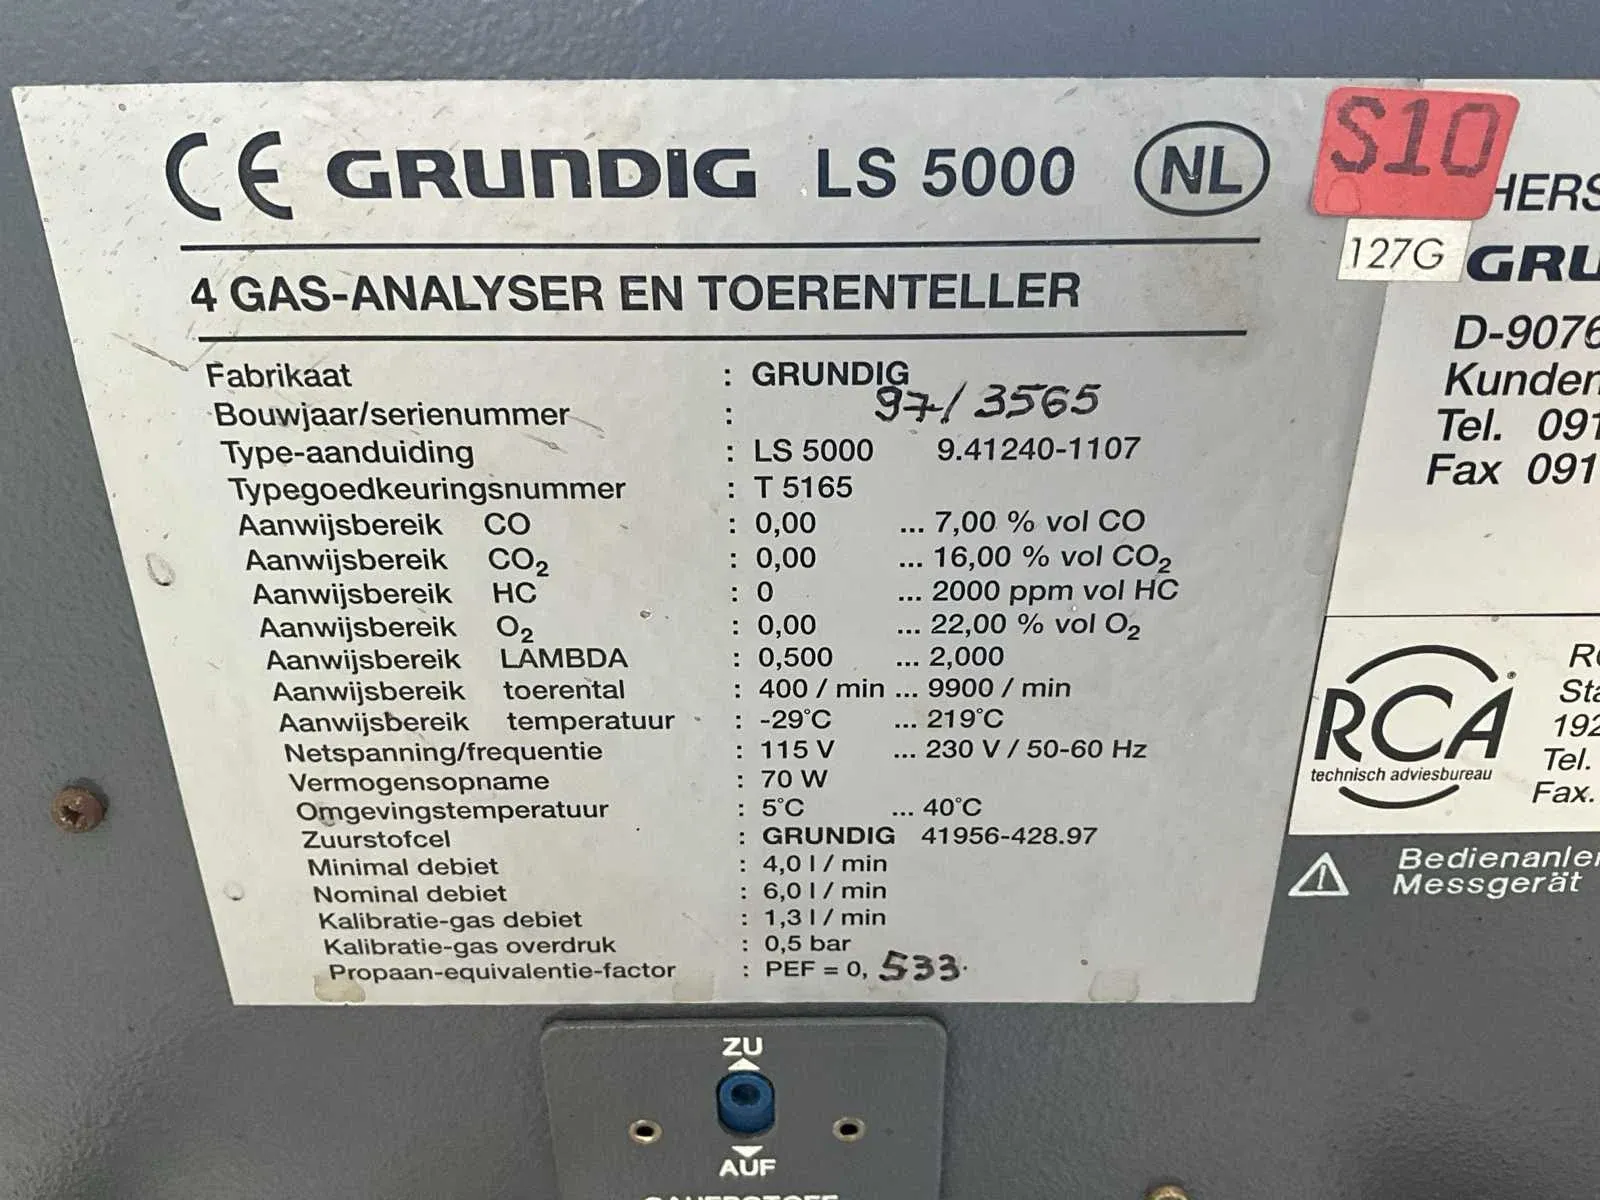 CE GRUNDIG LS 5000 NL
4 GAS-ANALYSER EN TOERENTELLER
Fabrikaat : GRUNDIG
Bouwjaar/serienummer : 97/3565
Type-aanduiding : LS 5000 9.41240-1107
Typegoedkeuringsnummer : T 5165
Aanwijsbereik CO : 0,00 ... 7,00 % vol CO
Aanwijsbereik CO₂ : 0,00 ... 16,00 % vol CO₂
Aanwijsbereik HC : 0 ... 2000 ppm vol HC
Aanwijsbereik O₂ : 0,00 ... 22,00 % vol O₂
Aanwijsbereik LAMBDA : 0,500 ... 2,000
Aanwijsbereik toerental : 400 / min ... 9900 / min
Aanwijsbereik temperatuur : -29°C ... 219°C
Netspanning/frequentie : 115 V ... 230 V / 50-60 Hz
Vermogensopname : 70 W
Omgevingstemperatuur : 5°C ... 40°C
Zuurstofcel : GRUNDIG 41956-428.97
Minimal debiet : 4,0 l / min
Nominal debiet : 6,0 l / min
Kalibratie-gas debiet : 1,3 l / min
Kalibratie-gas overdruk : 0,5 bar
Propaan-equivalentie-factor : PEF = 0, 533.
S10
127G
HERS
GRU
D-9076
Kunden
Tel. 091
Fax 091
RCA®
technisch adviesbureau
Sta
192
Tel.
Fax.
Bedienanlei
Messgerät
ZU
AUF